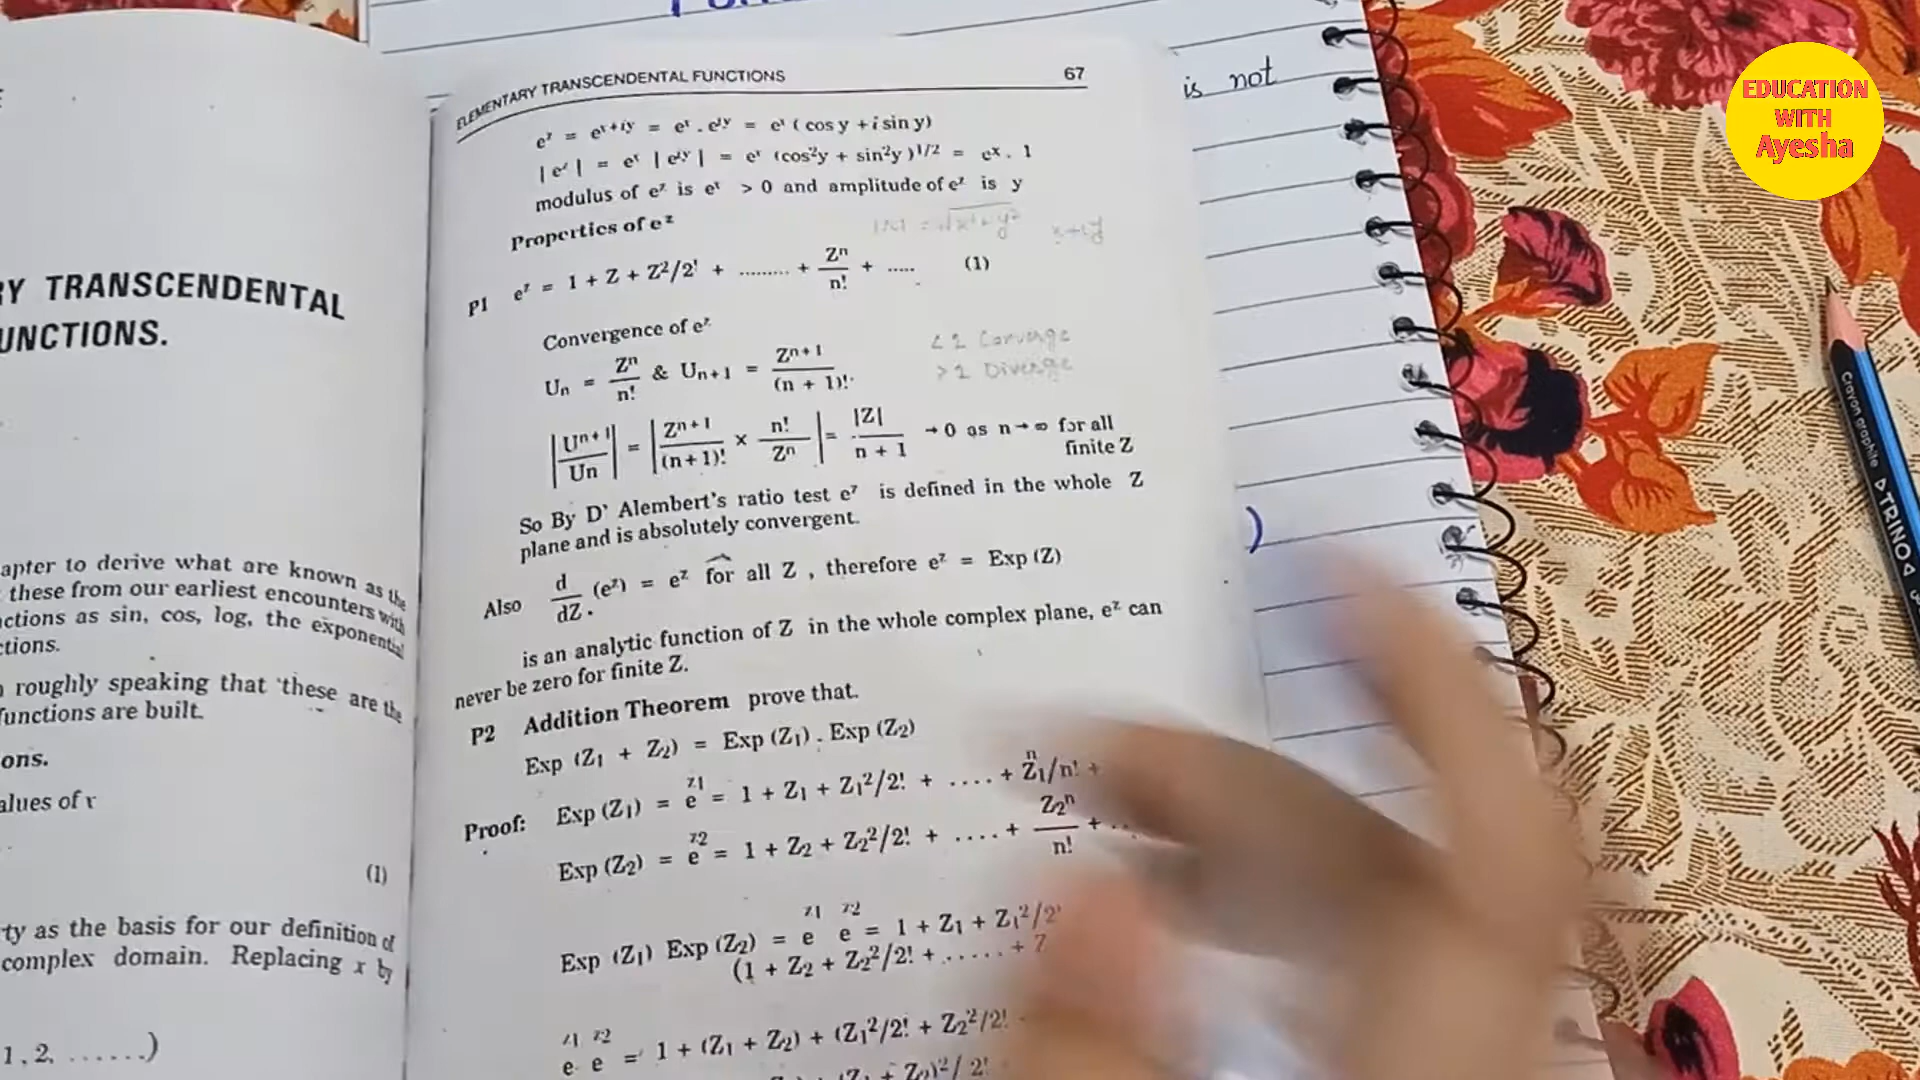 RY TRANSCENDENTAL
UNCTIONS.
apter to derive what are known as the
these from our earliest encounters with
ctions as sin, cos, log, the exponential
tions.
roughly speaking that these are the
functions are built.
ons.
alues of r
(1)
ty as the basis for our definition of
complex domain. Replacing x by
1, 2, ......)
ELEMENTARY TRANSCENDENTAL FUNCTIONS 67
e^z = e^x+iy = e^x . e^iy = e^x ( cos y + i sin y)
| e^z | = e^x | e^iy | = e^x (cos²y + sin²y )^1/2 = e^x . 1
modulus of e^z is e^x > 0 and amplitude of e^z is y
Properties of e^z
x+iy
P1 e^z = 1 + Z + Z²/2! + ......... + Z^n/n! + ..... (1)
Convergence of e^z
< 1 Converge
> 1 Diverge
U_n = Z^n/n! & U_n+1 = Z^n+1/(n + 1)!
|U^n+1/Un| = |Z^n+1/(n+1)! × n!/Z^n| = |Z|/n + 1 → 0 as n → ∞ for all
finite Z
So By D' Alembert's ratio test e^z is defined in the whole Z
plane and is absolutely convergent.
Also d/dZ. (e^z) = e^z for all Z , therefore e^z = Exp (Z)
is an analytic function of Z in the whole complex plane, e^z can
never be zero for finite Z.
P2 Addition Theorem prove that.
Exp (Z₁ + Z₂) = Exp (Z₁) . Exp (Z₂)
Proof: Exp (Z₁) = e^z1 = 1 + Z₁ + Z₁²/2! + .... + Z₁^n/n! +
Exp (Z₂) = e^z2 = 1 + Z₂ + Z₂²/2! + .... + Z₂^n/n! + ..
Exp (Z₁) Exp (Z₂) = e^z1 e^z2 = 1 + Z₁ + Z₁²/2!
(1 + Z₂ + Z₂²/2! + ..... + Z
e^z1 e^z2 = 1 + (Z₁ + Z₂) + (Z₁²/2! + Z₂²/2!
is not
)
EDUCATION
WITH
Ayesha
Crayon graphite TRINO